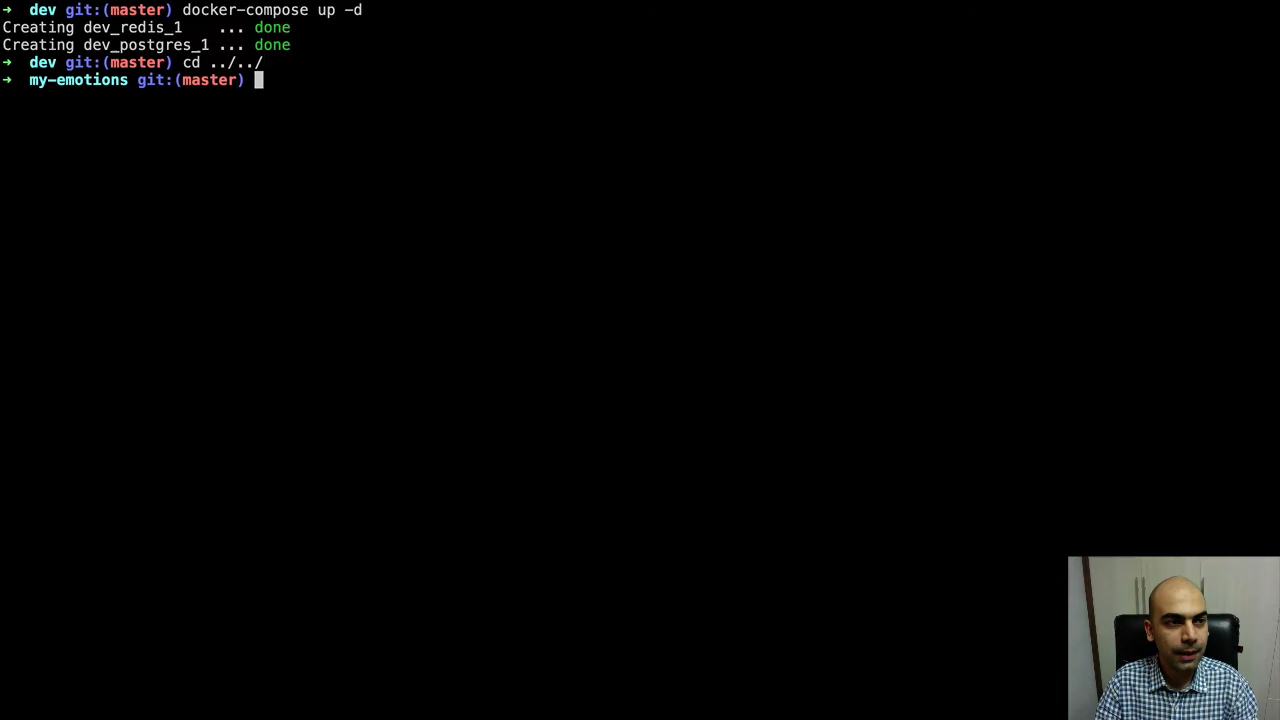 ➜  dev git:(master) docker-compose up -d
Creating dev_redis_1    ... done
Creating dev_postgres_1 ... done
➜  dev git:(master) cd ../../
➜  my-emotions git:(master)